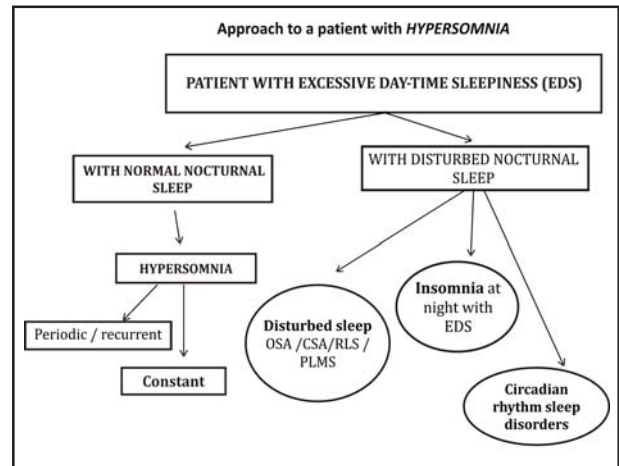 Approach to a patient with HYPERSOMNIA
PATIENT WITH EXCESSIVE DAY-TIME SLEEPINESS (EDS)
WITH NORMAL NOCTURNAL
SLEEP
WITH DISTURBED NOCTURNAL
SLEEP
HYPERSOMNIA
Periodic / recurrent
Constant
Disturbed sleep
OSA /CSA/RLS /
PLMS
Insomnia at
night with
EDS
Circadian
rhythm sleep
disorders